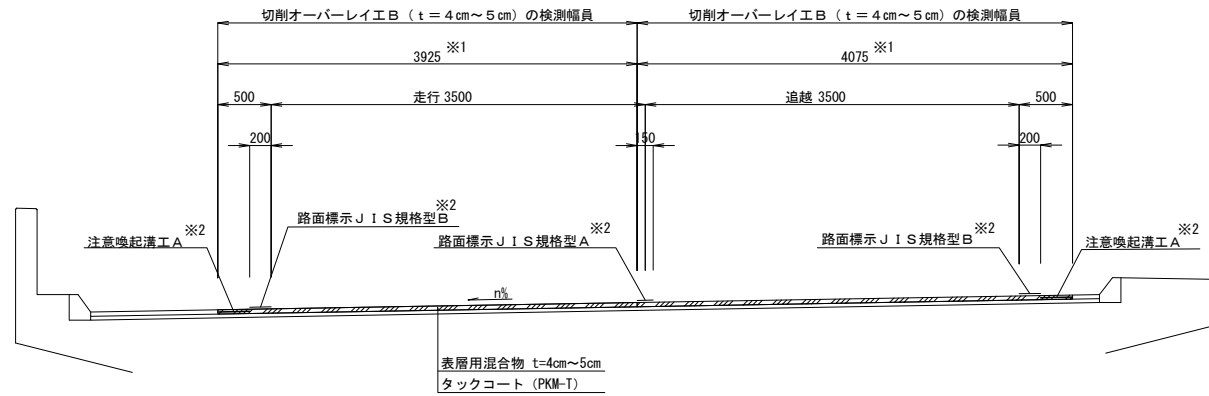 切削オーバーレイ工B（t＝4㎝～5㎝）の検測幅員
切削オーバーレイ工B（t＝4㎝～5㎝）の検測幅員
3925 ※1
4075 ※1
500
走行 3500
追越 3500
500
200
150
200
注意喚起溝工A ※2
路面標示JIS規格型B ※2
路面標示JIS規格型A ※2
路面標示JIS規格型B ※2
注意喚起溝工A ※2
n%
表層用混合物 t=4cm～5cm
タックコート（PKM-T）